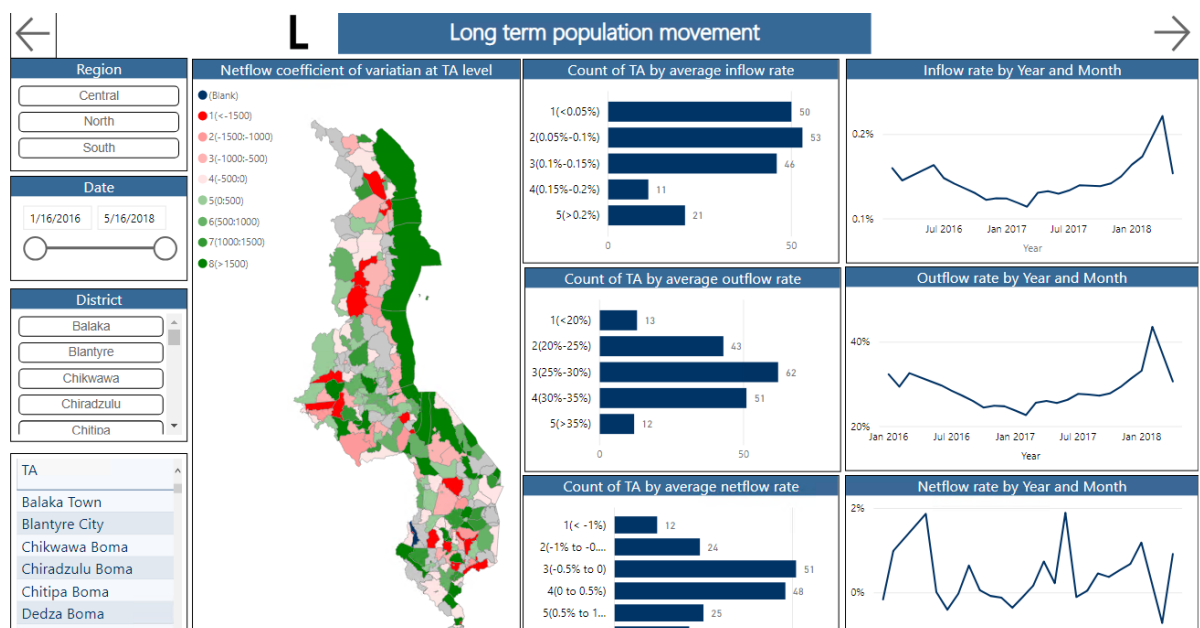 L
Long term population movement
Region
Central
North
South
Date
1/16/2016
5/16/2018
District
Balaka
Blantyre
Chikwawa
Chiradzulu
Chitipa
TA
Balaka Town
Blantyre City
Chikwawa Boma
Chiradzulu Boma
Chitipa Boma
Dedza Boma
Netflow coefficient of variatian at TA level
(Blank)
1(<-1500)
2(-1500:-1000)
3(-1000:-500)
4(-500:0)
5(0:500)
6(500:1000)
7(1000:1500)
8(>1500)
Count of TA by average inflow rate
1(<0.05%) 50
2(0.05%-0.1%) 53
3(0.1%-0.15%) 46
4(0.15%-0.2%) 11
5(>0.2%) 21
0 50
Count of TA by average outflow rate
1(<20%) 13
2(20%-25%) 43
3(25%-30%) 62
4(30%-35%) 51
5(>35%) 12
0 50
Count of TA by average netflow rate
1(< -1%) 12
2(-1% to -0.... 24
3(-0.5% to 0) 51
4(0 to 0.5%) 48
5(0.5% to 1... 25
Inflow rate by Year and Month
0.2%
0.1%
Jul 2016 Jan 2017 Jul 2017 Jan 2018
Year
Outflow rate by Year and Month
40%
20%
Jan 2016 Jul 2016 Jan 2017 Jul 2017 Jan 2018
Year
Netflow rate by Year and Month
2%
0%